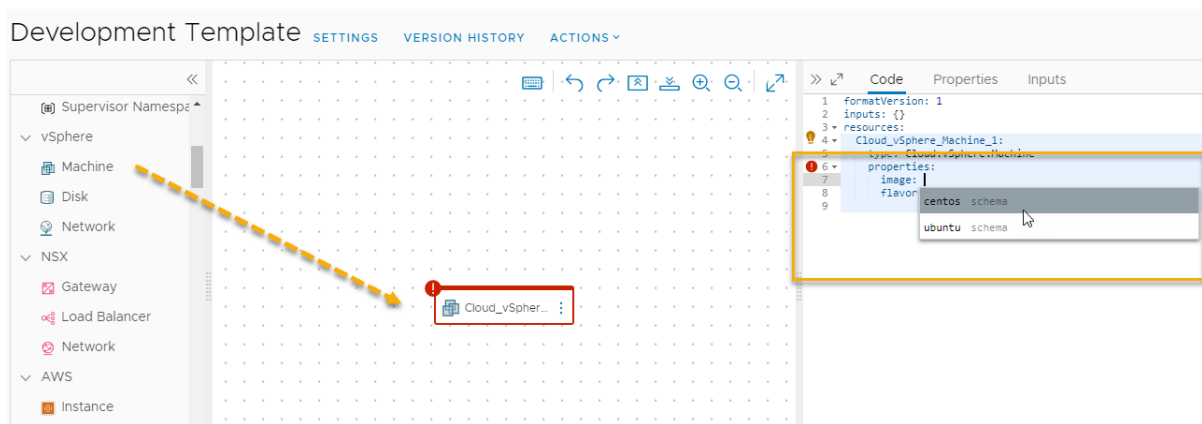 Development Template SETTINGS VERSION HISTORY ACTIONS
Supervisor Namespa
vSphere
Machine
Disk
Network
NSX
Gateway
Load Balancer
Network
AWS
Instance
Cloud_vSpher...
Code Properties Inputs
1 formatVersion: 1
2 inputs: {}
3 resources:
4 Cloud_vSphere_Machine_1:
5 type: Cloud.vSphere.Machine
6 properties:
7 image:
8 flavor
9
centos schema
ubuntu schema